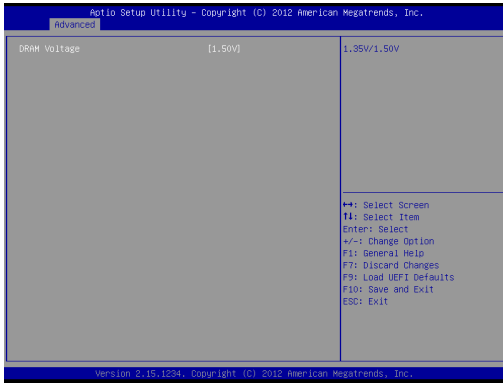 Aptio Setup Utility – Copyright (C) 2012 American Megatrends, Inc.
Advanced
DRAM Voltage [1.50V]
1.35V/1.50V
↔: Select Screen
↑↓: Select Item
Enter: Select
+/-: Change Option
F1: General Help
F7: Discard Changes
F9: Load UEFI Defaults
F10: Save and Exit
ESC: Exit
Version 2.15.1234. Copyright (C) 2012 American Megatrends, Inc.